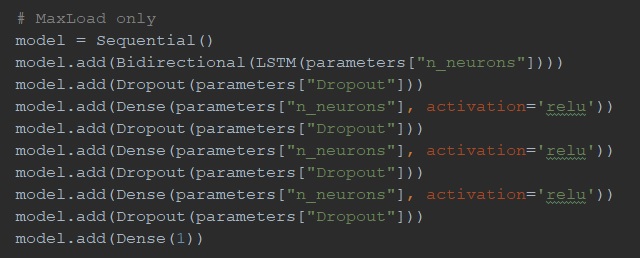 # MaxLoad only
model = Sequential()
model.add(Bidirectional(LSTM(parameters["n_neurons"])))
model.add(Dropout(parameters["Dropout"]))
model.add(Dense(parameters["n_neurons"], activation='relu'))
model.add(Dropout(parameters["Dropout"]))
model.add(Dense(parameters["n_neurons"], activation='relu'))
model.add(Dropout(parameters["Dropout"]))
model.add(Dense(parameters["n_neurons"], activation='relu'))
model.add(Dropout(parameters["Dropout"]))
model.add(Dense(1))